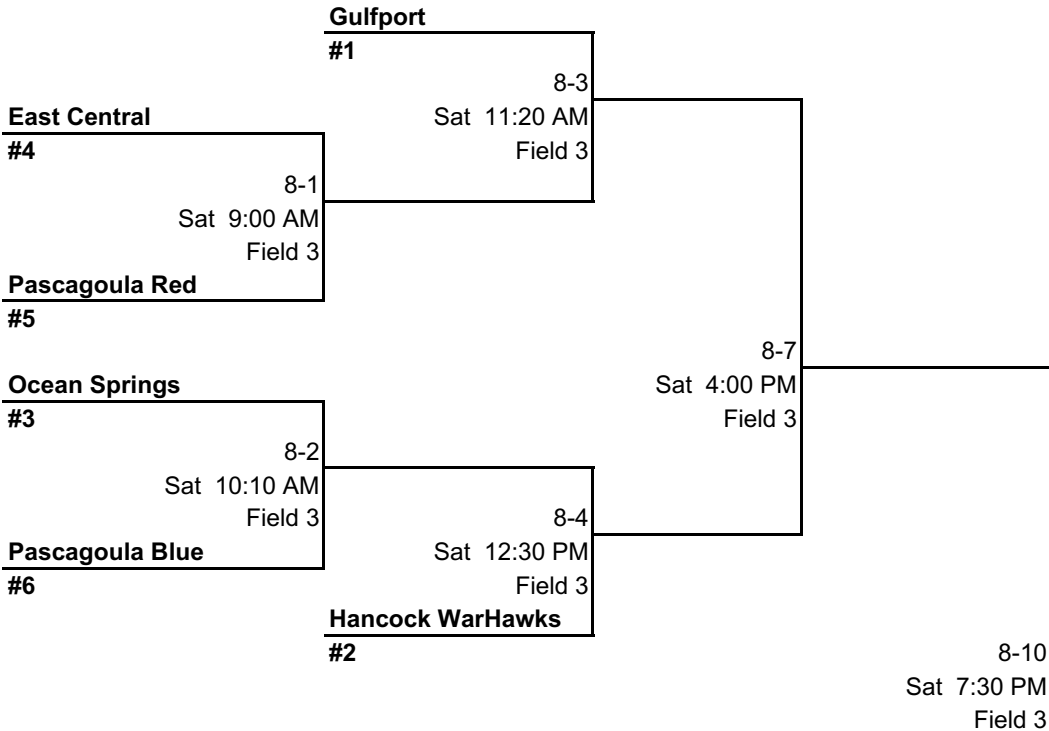 Gulfport
#1
8-3
East Central
Sat 11:20 AM
#4
Field 3
8-1
Sat 9:00 AM
Field 3
Pascagoula Red
#5
8-7
Ocean Springs
Sat 4:00 PM
#3
Field 3
8-2
Sat 10:10 AM
Field 3
8-4
Pascagoula Blue
Sat 12:30 PM
#6
Field 3
Hancock WarHawks
#2
8-10
Sat 7:30 PM
Field 3